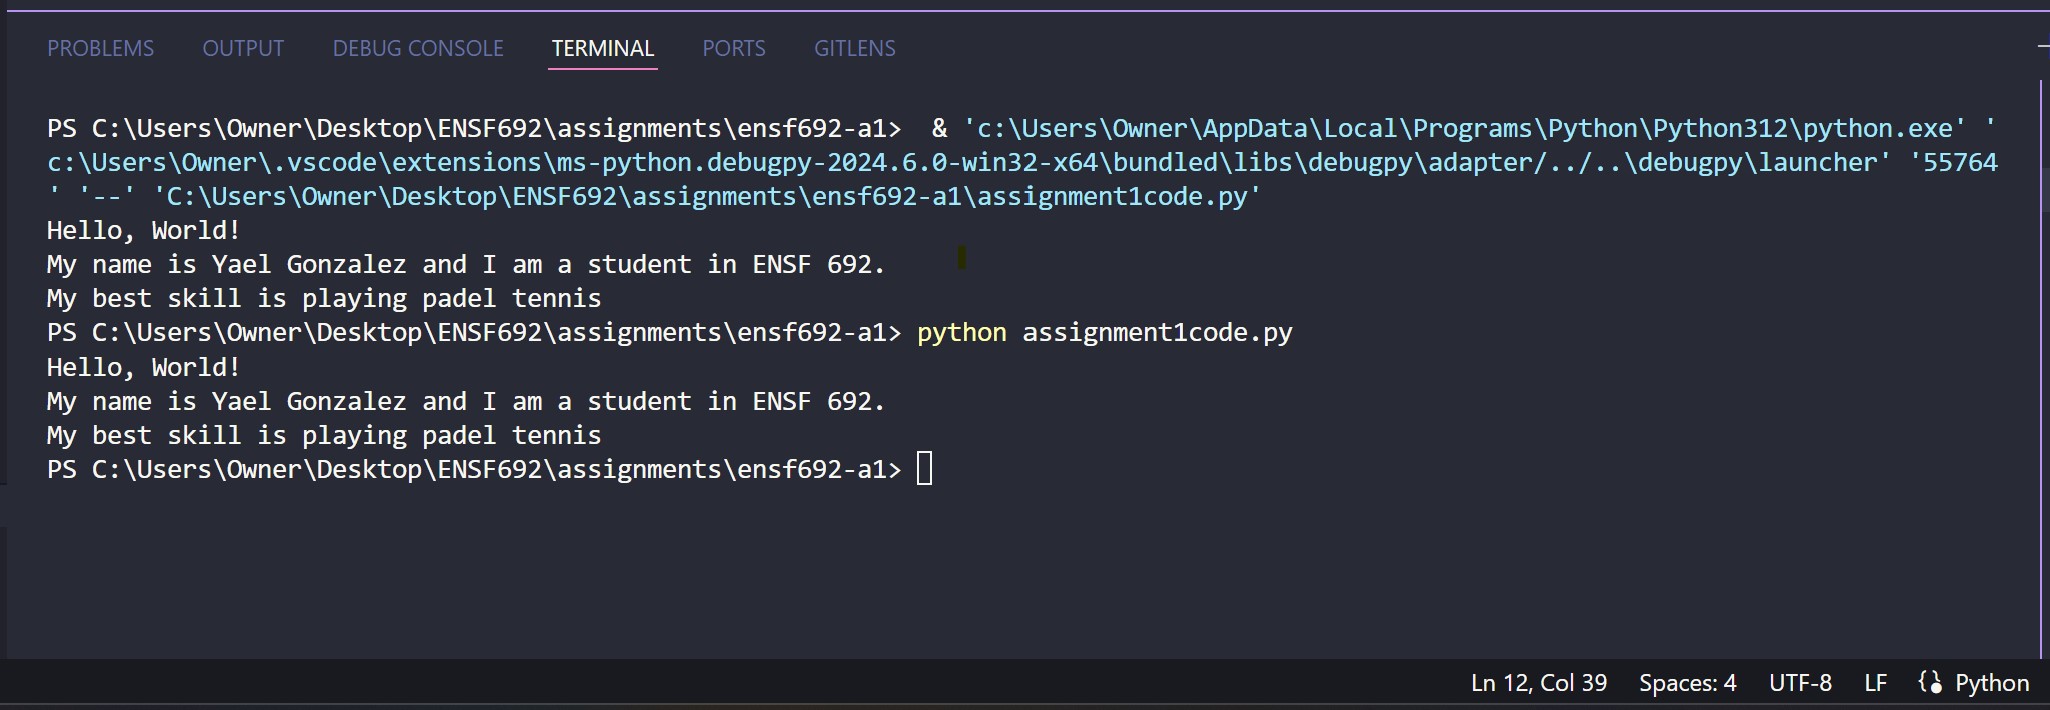 PROBLEMS OUTPUT DEBUG CONSOLE TERMINAL PORTS GITLENS
PS C:\Users\Owner\Desktop\ENSF692\assignments\ensf692-a1>  & 'c:\Users\Owner\AppData\Local\Programs\Python\Python312\python.exe' '
c:\Users\Owner\.vscode\extensions\ms-python.debugpy-2024.6.0-win32-x64\bundled\libs\debugpy\adapter/../..\debugpy\launcher' '55764
' '--' 'C:\Users\Owner\Desktop\ENSF692\assignments\ensf692-a1\assignment1code.py'
Hello, World!
My name is Yael Gonzalez and I am a student in ENSF 692.
My best skill is playing padel tennis
PS C:\Users\Owner\Desktop\ENSF692\assignments\ensf692-a1> python assignment1code.py
Hello, World!
My name is Yael Gonzalez and I am a student in ENSF 692.
My best skill is playing padel tennis
PS C:\Users\Owner\Desktop\ENSF692\assignments\ensf692-a1>
Ln 12, Col 39 Spaces: 4 UTF-8 LF Python